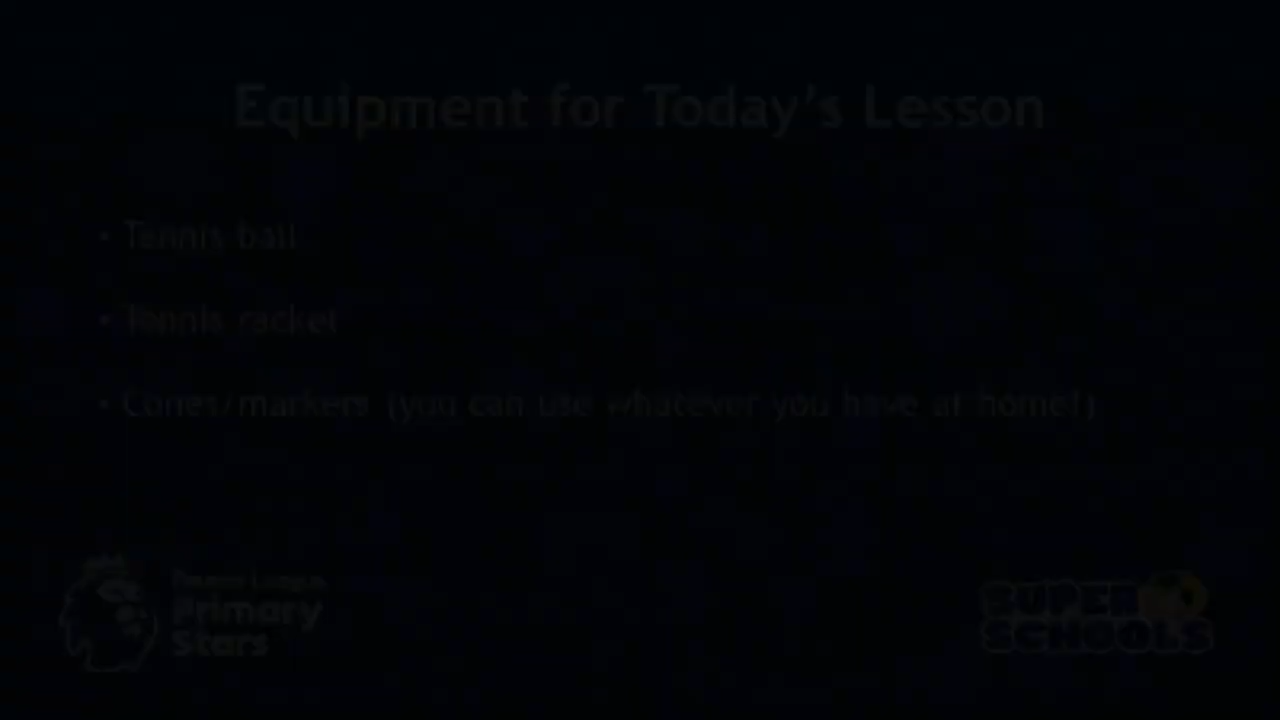 Equipment for Today's Lesson
• Tennis ball
• Tennis racket
• Cones/markers (you can use whatever you have at home!)
Premier League
Primary
Stars
SUPER
SCHOOLS